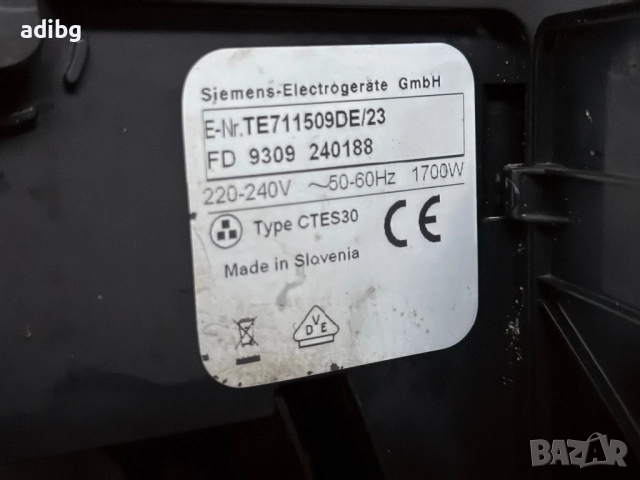 adibg
Siemens-Electrogeräte GmbH
E-Nr.TE711509DE/23
FD 9309 240188
220-240V ~50-60Hz 1700W
Type CTES30
CE
Made in Slovenia
DVE
BAZAR